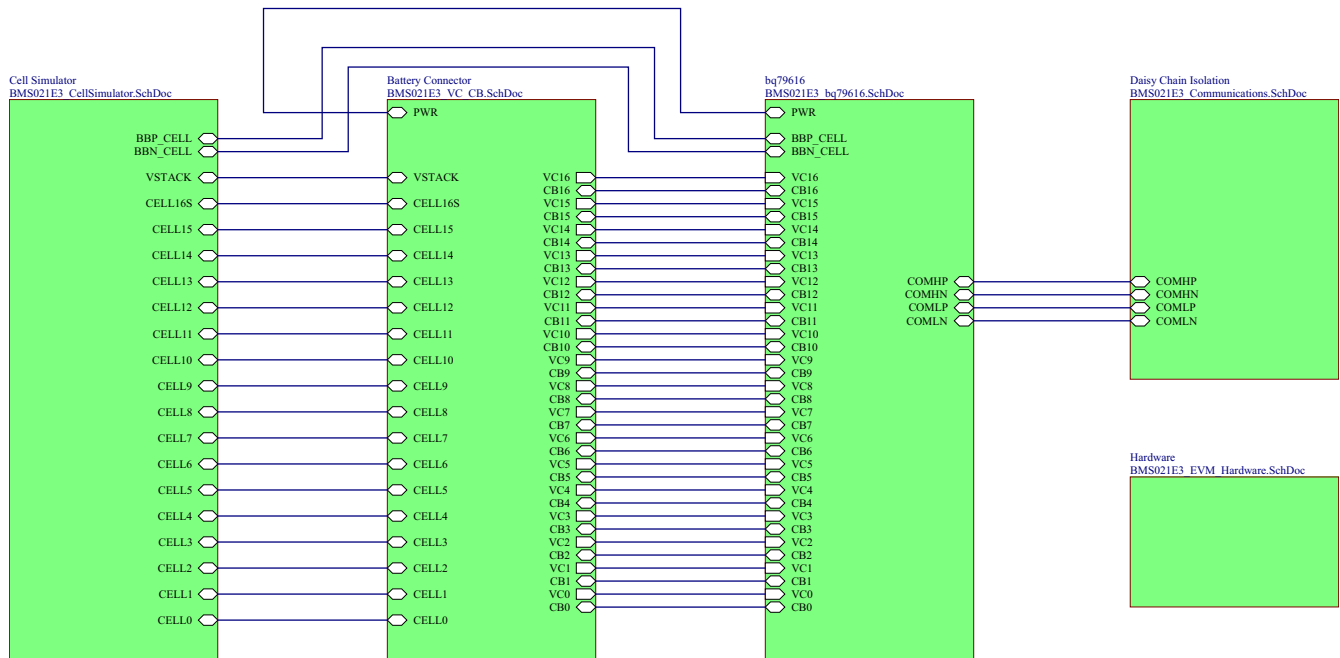 Cell Simulator
BMS021E3_CellSimulator.SchDoc
BBP_CELL
BBN_CELL
VSTACK
CELL16S
CELL15
CELL14
CELL13
CELL12
CELL11
CELL10
CELL9
CELL8
CELL7
CELL6
CELL5
CELL4
CELL3
CELL2
CELL1
CELL0
Battery Connector
BMS021E3_VC_CB.SchDoc
PWR
VSTACK
CELL16S
CELL15
CELL14
CELL13
CELL12
CELL11
CELL10
CELL9
CELL8
CELL7
CELL6
CELL5
CELL4
CELL3
CELL2
CELL1
CELL0
VC16
CB16
VC15
CB15
VC14
CB14
VC13
CB13
VC12
CB12
VC11
CB11
VC10
CB10
VC9
CB9
VC8
CB8
VC7
CB7
VC6
CB6
VC5
CB5
VC4
CB4
VC3
CB3
VC2
CB2
VC1
CB1
VC0
CB0
bq79616
BMS021E3_bq79616.SchDoc
PWR
BBP_CELL
BBN_CELL
VC16
CB16
VC15
CB15
VC14
CB14
VC13
CB13
VC12
CB12
VC11
CB11
VC10
CB10
VC9
CB9
VC8
CB8
VC7
CB7
VC6
CB6
VC5
CB5
VC4
CB4
VC3
CB3
VC2
CB2
VC1
CB1
VC0
CB0
COMHP
COMHN
COMLP
COMLN
Daisy Chain Isolation
BMS021E3_Communications.SchDoc
COMHP
COMHN
COMLP
COMLN
Hardware
BMS021E3_EVM_Hardware.SchDoc